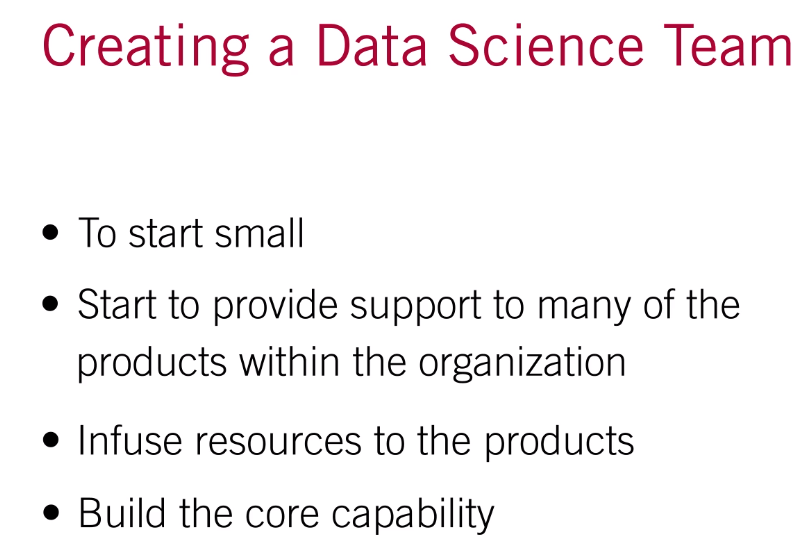 Creating a Data Science Team
• To start small
• Start to provide support to many of the
products within the organization
• Infuse resources to the products
• Build the core capability